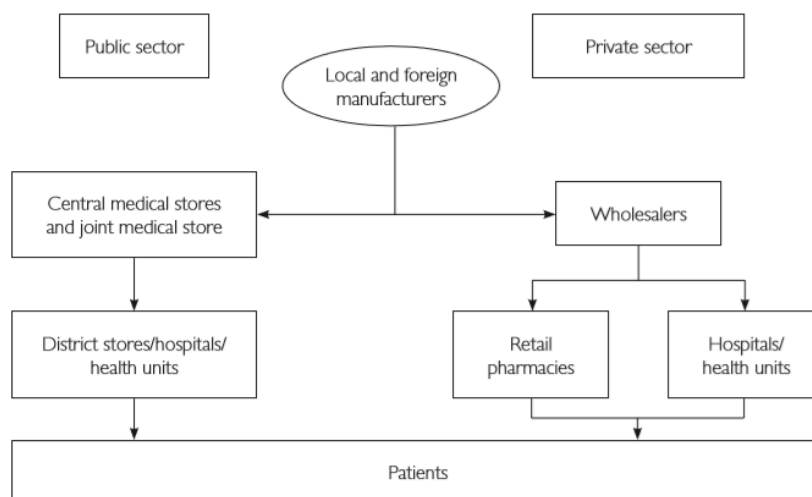 Public sector
Private sector
Local and foreign
manufacturers
Central medical stores
and joint medical store
Wholesalers
District stores/hospitals/
health units
Retail
pharmacies
Hospitals/
health units
Patients